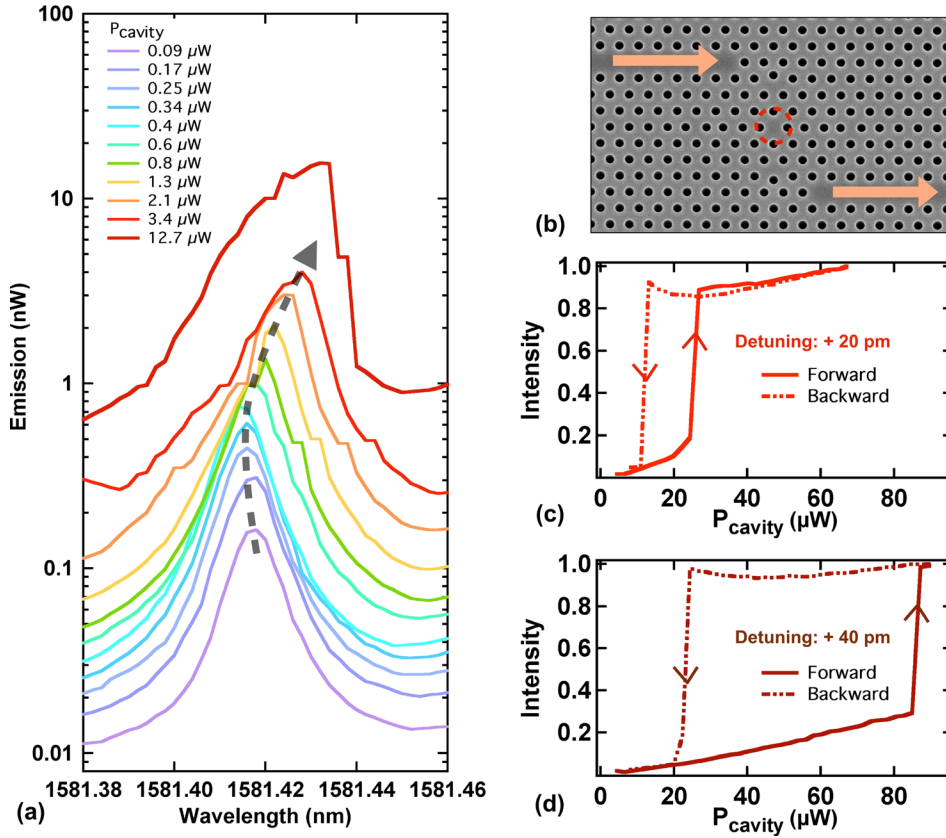 100
10
1
0.1
0.01
Emission (nW)
Pcavity
0.09 µW
0.17 µW
0.25 µW
0.34 µW
0.4 µW
0.6 µW
0.8 µW
1.3 µW
2.1 µW
3.4 µW
12.7 µW
1581.38 1581.40 1581.42 1581.44 1581.46
Wavelength (nm)
(a)
(b)
1.0
0.8
0.6
0.4
0.2
Intensity
Detuning: + 20 pm
Forward
Backward
0 20 40 60 80
Pcavity (µW)
(c)
1.0
0.8
0.6
0.4
0.2
Intensity
Detuning: + 40 pm
Forward
Backward
0 20 40 60 80
Pcavity (µW)
(d)